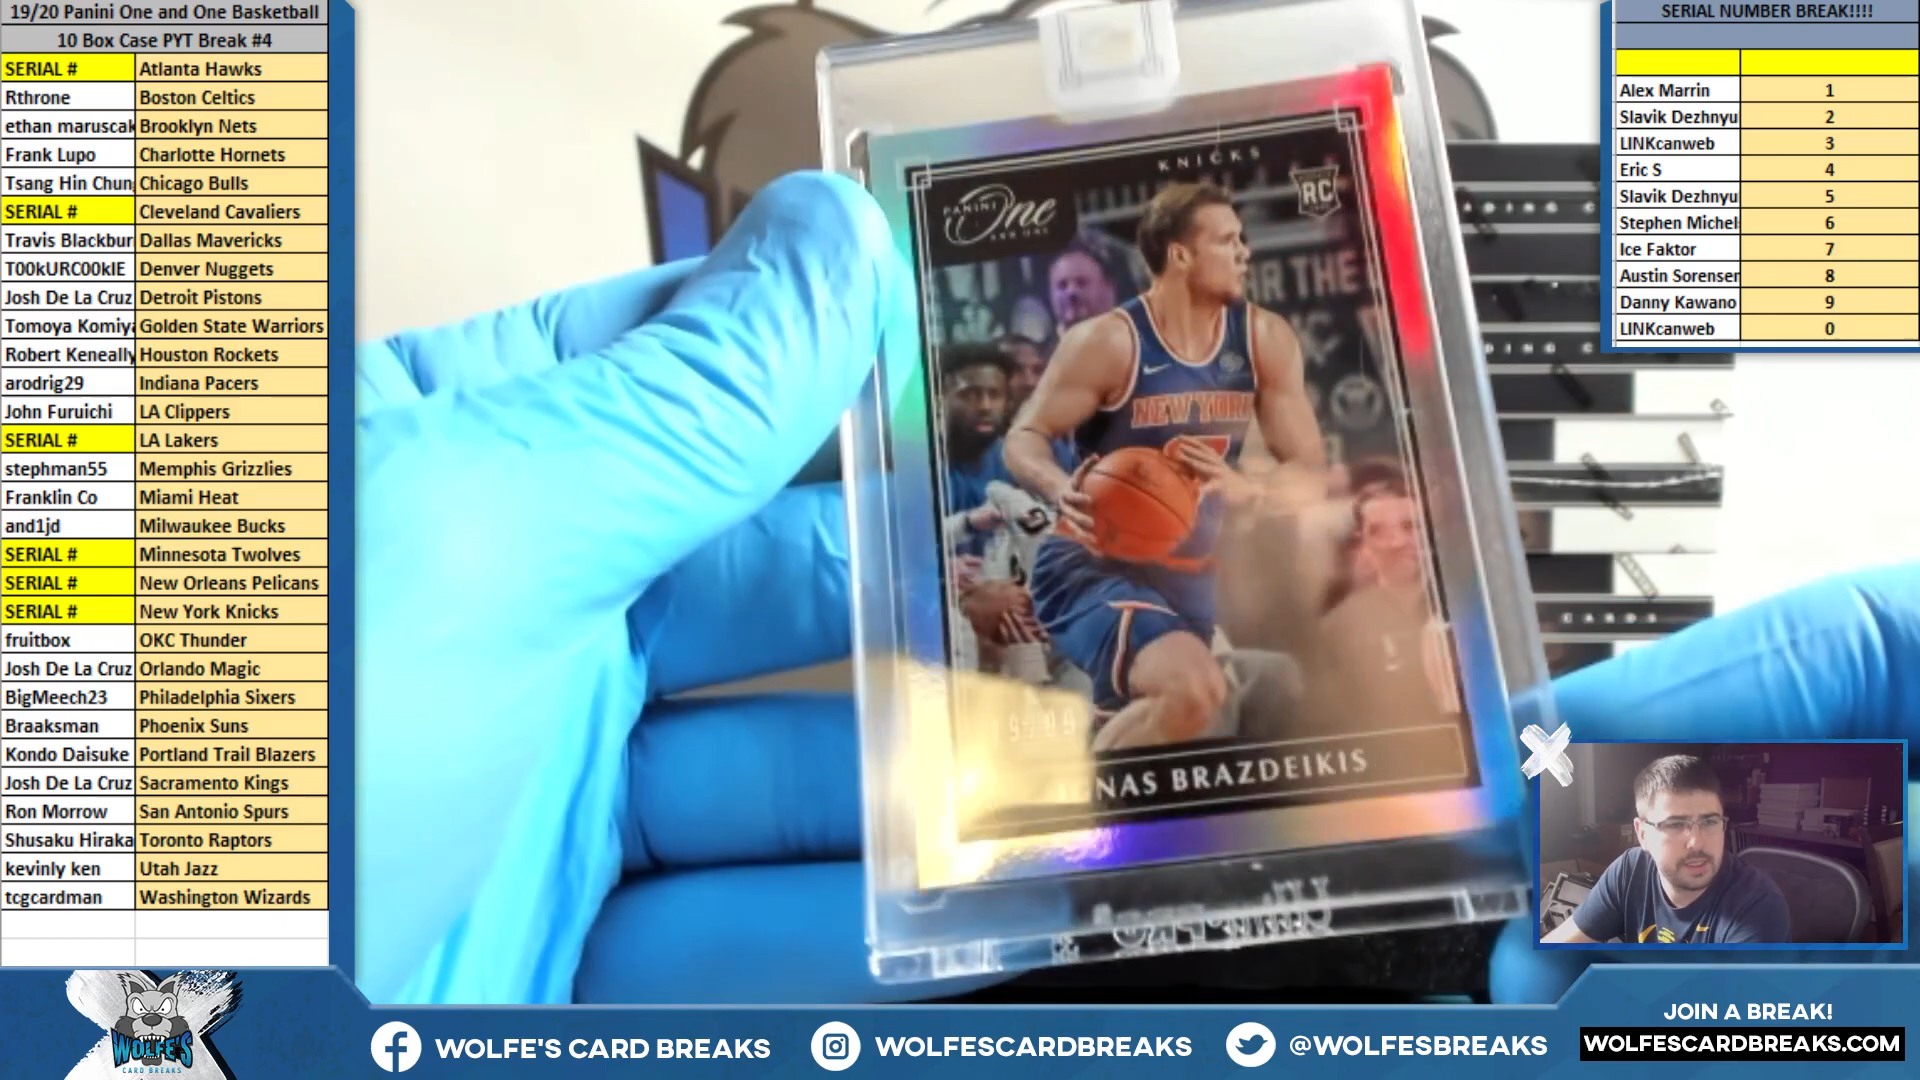 19/20 Panini One and One Basketball
10 Box Case PYT Break #4
SERIAL # Atlanta Hawks
Rthrone Boston Celtics
ethan maruscak Brooklyn Nets
Frank Lupo Charlotte Hornets
Tsang Hin Chun Chicago Bulls
SERIAL # Cleveland Cavaliers
Travis Blackbur Dallas Mavericks
T00kURC00kIE Denver Nuggets
Josh De La Cruz Detroit Pistons
Tomoya Komiya Golden State Warriors
Robert Keneally Houston Rockets
arodrig29 Indiana Pacers
John Furuichi LA Clippers
SERIAL # LA Lakers
stephman55 Memphis Grizzlies
Franklin Co Miami Heat
and1jd Milwaukee Bucks
SERIAL # Minnesota Twolves
SERIAL # New Orleans Pelicans
SERIAL # New York Knicks
fruitbox OKC Thunder
Josh De La Cruz Orlando Magic
BigMeech23 Philadelphia Sixers
Braaksman Phoenix Suns
Kondo Daisuke Portland Trail Blazers
Josh De La Cruz Sacramento Kings
Ron Morrow San Antonio Spurs
Shusaku Hiraka Toronto Raptors
kevinly ken Utah Jazz
tcgcardman Washington Wizards
KNICKS
PANINI One
AND ONE
RC
AR THE
NEW YORK
NAS BRAZDEIKIS
CARDS
SERIAL NUMBER BREAK!!!!
Alex Marrin 1
Slavik Dezhnyu 2
LINKcanweb 3
Eric S 4
Slavik Dezhnyu 5
Stephen Michel 6
Ice Faktor 7
Austin Sorensen 8
Danny Kawano 9
LINKcanweb 0
WOLFE'S
CARD BREAKS
WOLFE'S CARD BREAKS
WOLFESCARDBREAKS
@WOLFESBREAKS
JOIN A BREAK!
WOLFESCARDBREAKS.COM